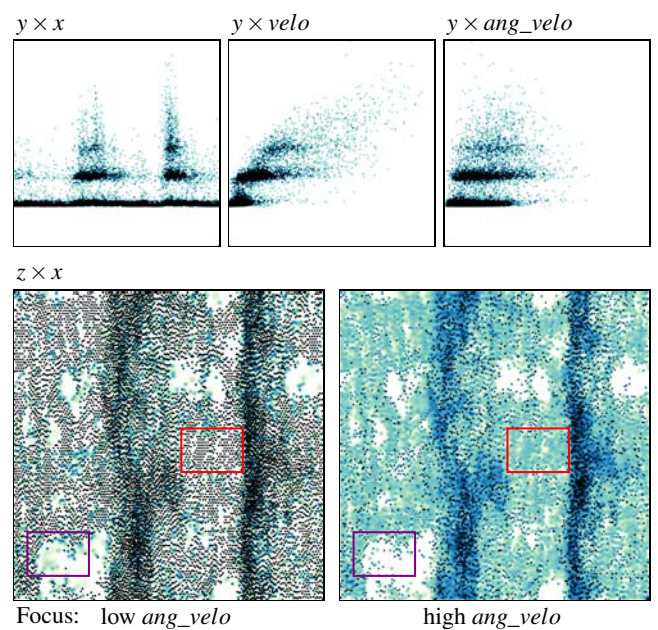 y × x
y × velo
y × ang_velo
z × x
Focus: low ang_velo
high ang_velo